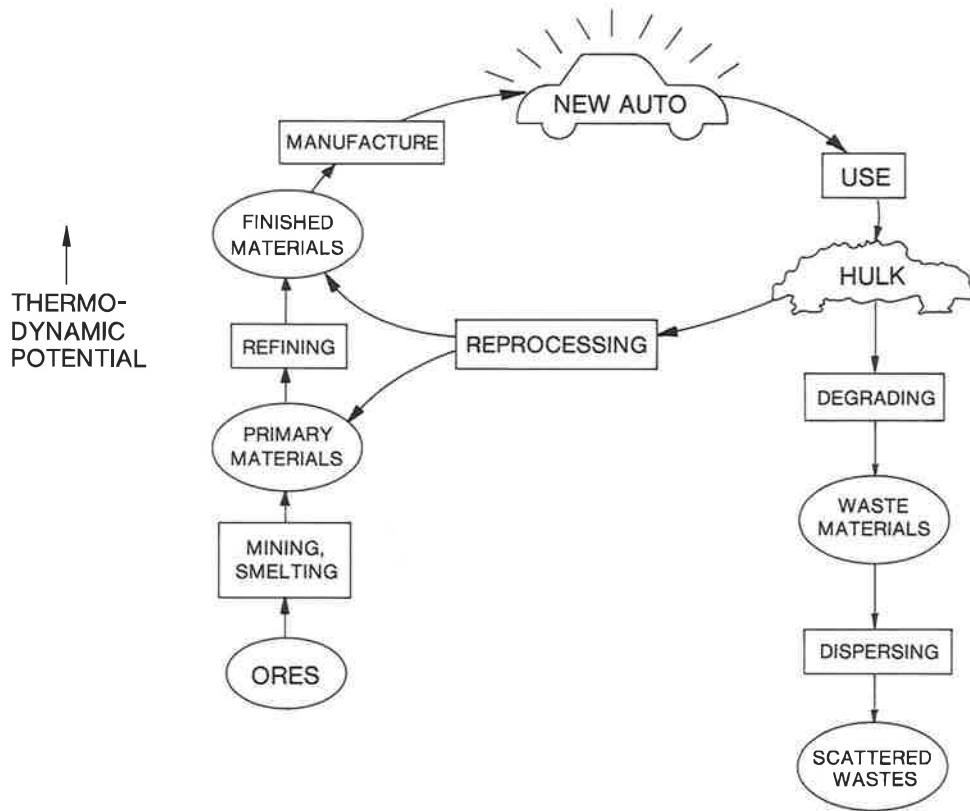 NEW AUTO
MANUFACTURE
USE
FINISHED
MATERIALS
HULK
THERMO-
DYNAMIC
POTENTIAL
REFINING
REPROCESSING
DEGRADING
PRIMARY
MATERIALS
WASTE
MATERIALS
MINING,
SMELTING
DISPERSING
ORES
SCATTERED
WASTES